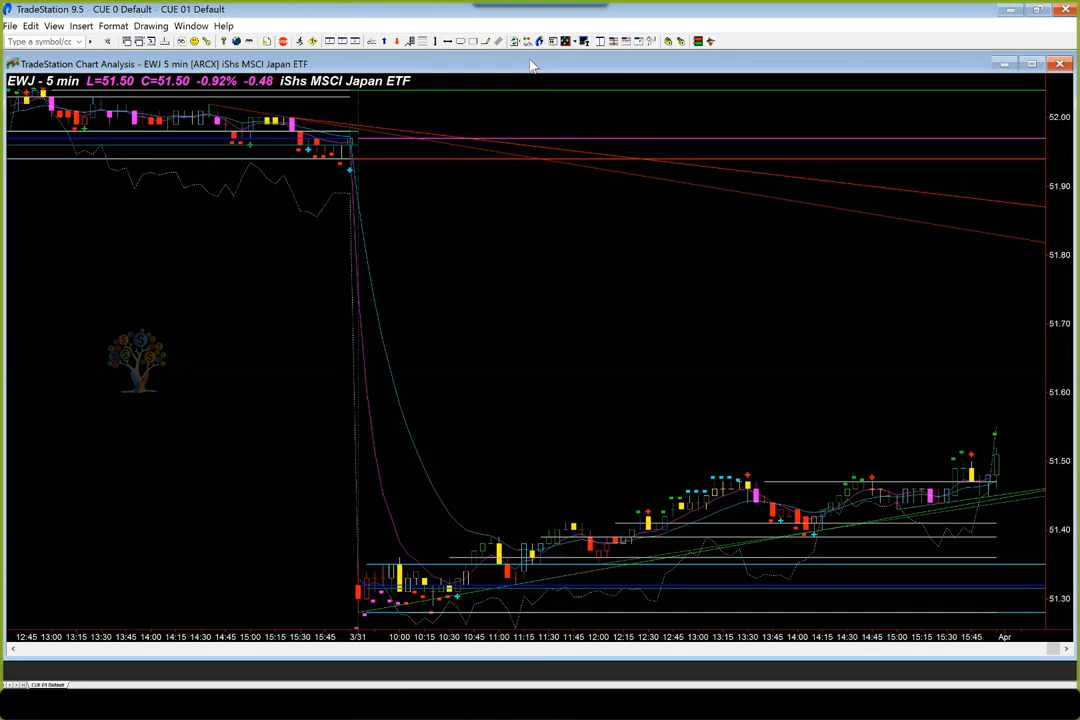 TradeStation 9.5 - CUE 0 Default - CUE 01 Default
File Edit View Insert Format Drawing Window Help
Type a symbol/cc
TradeStation Chart Analysis - EWJ 5 min [ARCX] iShs MSCI Japan ETF
EWJ - 5 min L=51.50 C=51.50 -0.92% -0.48 iShs MSCI Japan ETF
52.00
51.90
51.80
51.70
51.60
51.50
51.40
51.30
12:45 13:00 13:15 13:30 13:45 14:00 14:15 14:30 14:45 15:00 15:15 15:30 15:45 3/31 10:00 10:15 10:30 10:45 11:00 11:15 11:30 11:45 12:00 12:15 12:30 12:45 13:00 13:15 13:30 13:45 14:00 14:15 14:30 14:45 15:00 15:15 15:30 15:45 Apr
CUE 01 Default